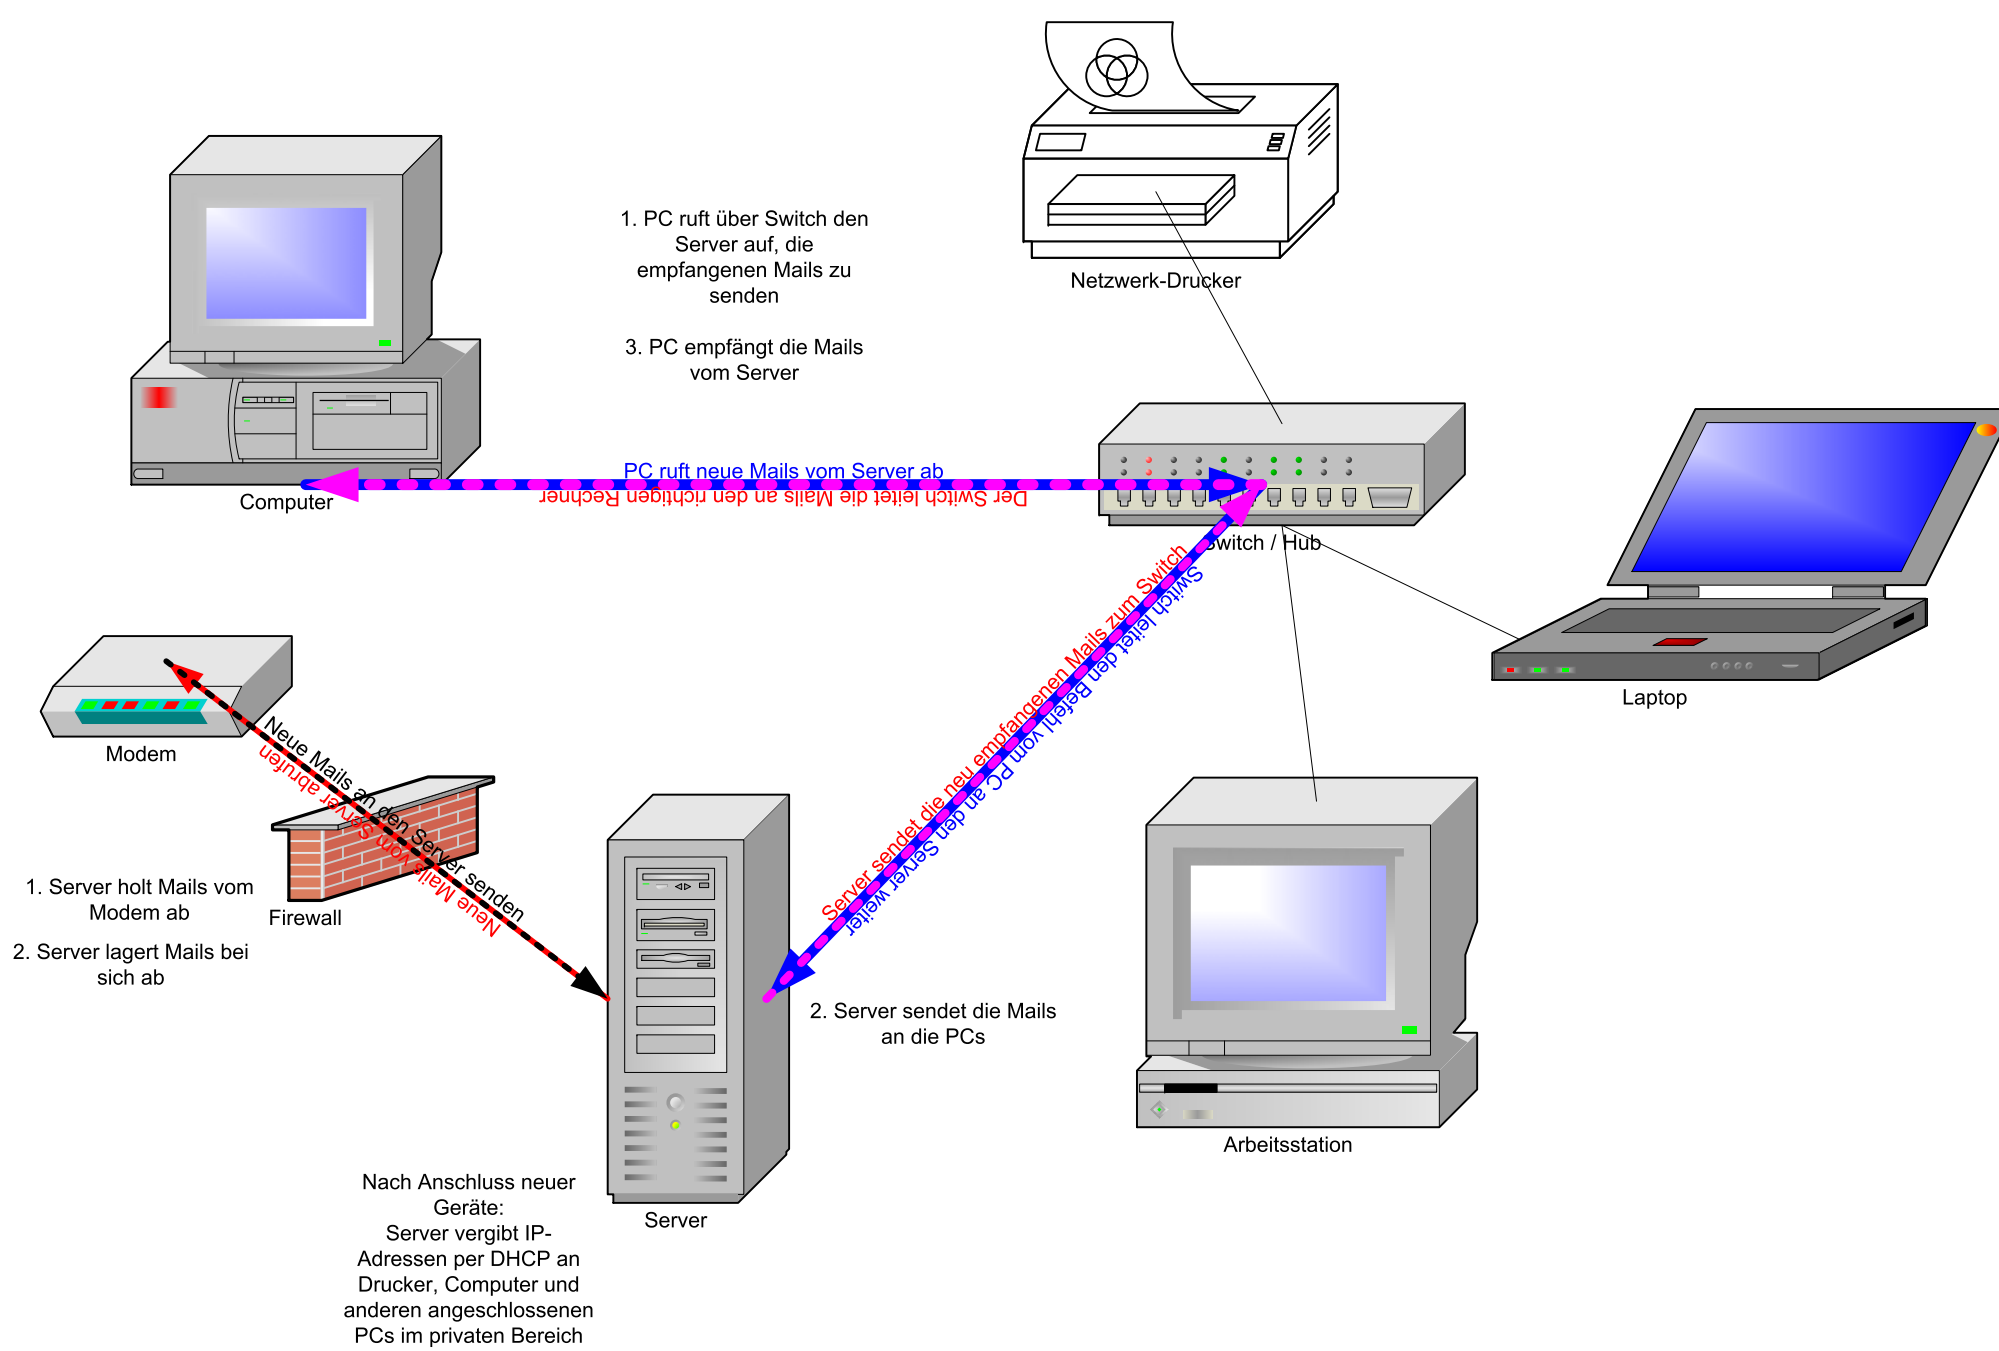 1. PC ruft über Switch den
Server auf, die
empfangenen Mails zu
senden
3. PC empfängt die Mails
vom Server
Netzwerk-Drucker
PC ruft neue Mails vom Server ab
Der Switch leitet die Mails an den richtigen Rechner
Computer
Switch / Hub
Server sendet die neu empfangenen Mails zum Switch
Switch leitet den Befehl vom PC an den Server weiter
Laptop
Modem
Neue Mails an den Server senden
Neue Mails vom Server abrufen
1. Server holt Mails vom
Modem ab
Firewall
2. Server lagert Mails bei
sich ab
2. Server sendet die Mails
an die PCs
Arbeitsstation
Nach Anschluss neuer
Geräte:
Server vergibt IP-
Adressen per DHCP an
Drucker, Computer und
anderen angeschlossenen
PCs im privaten Bereich
Server